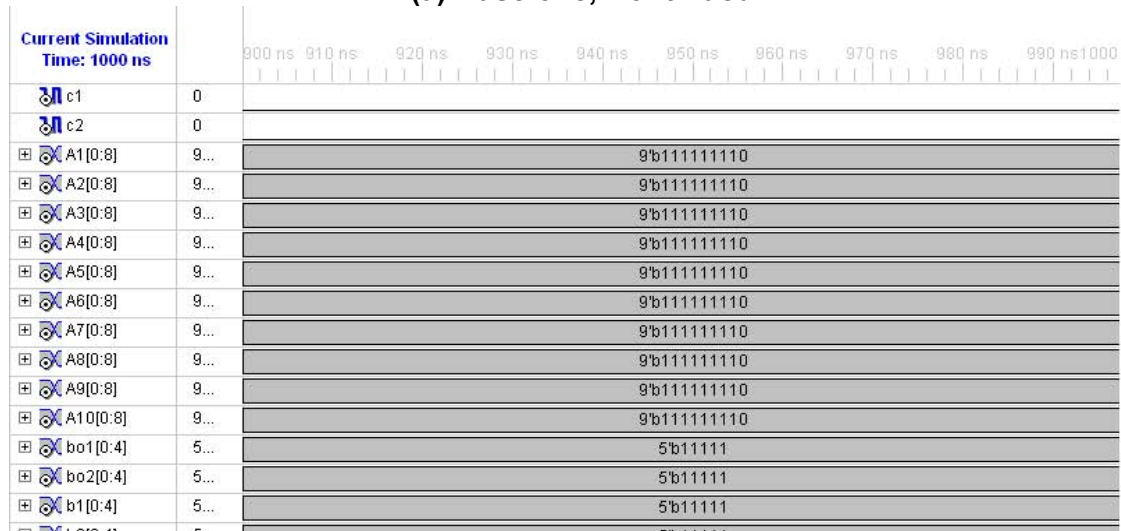 Current Simulation
Time: 1000 ns
900 ns 910 ns 920 ns 930 ns 940 ns 950 ns 960 ns 970 ns 980 ns 990 ns1000
c1 0
c2 0
A1[0:8] 9... 9'b111111110
A2[0:8] 9... 9'b111111110
A3[0:8] 9... 9'b111111110
A4[0:8] 9... 9'b111111110
A5[0:8] 9... 9'b111111110
A6[0:8] 9... 9'b111111110
A7[0:8] 9... 9'b111111110
A8[0:8] 9... 9'b111111110
A9[0:8] 9... 9'b111111110
A10[0:8] 9... 9'b111111110
bo1[0:4] 5... 5'b11111
bo2[0:4] 5... 5'b11111
b1[0:4] 5... 5'b11111